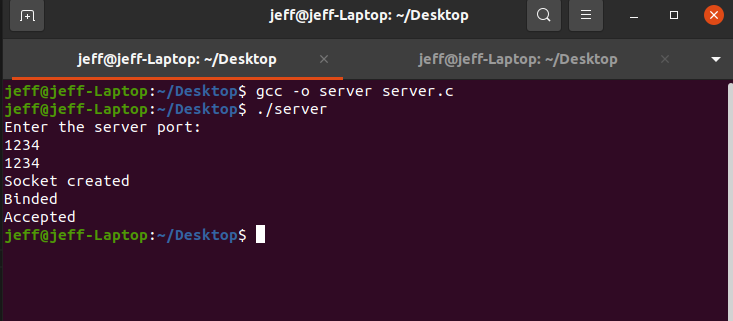 jeff@jeff-Laptop: ~/Desktop
jeff@jeff-Laptop: ~/Desktop
jeff@jeff-Laptop: ~/Desktop
jeff@jeff-Laptop:~/Desktop$ gcc -o server server.c
jeff@jeff-Laptop:~/Desktop$ ./server
Enter the server port:
1234
1234
Socket created
Binded
Accepted
jeff@jeff-Laptop:~/Desktop$